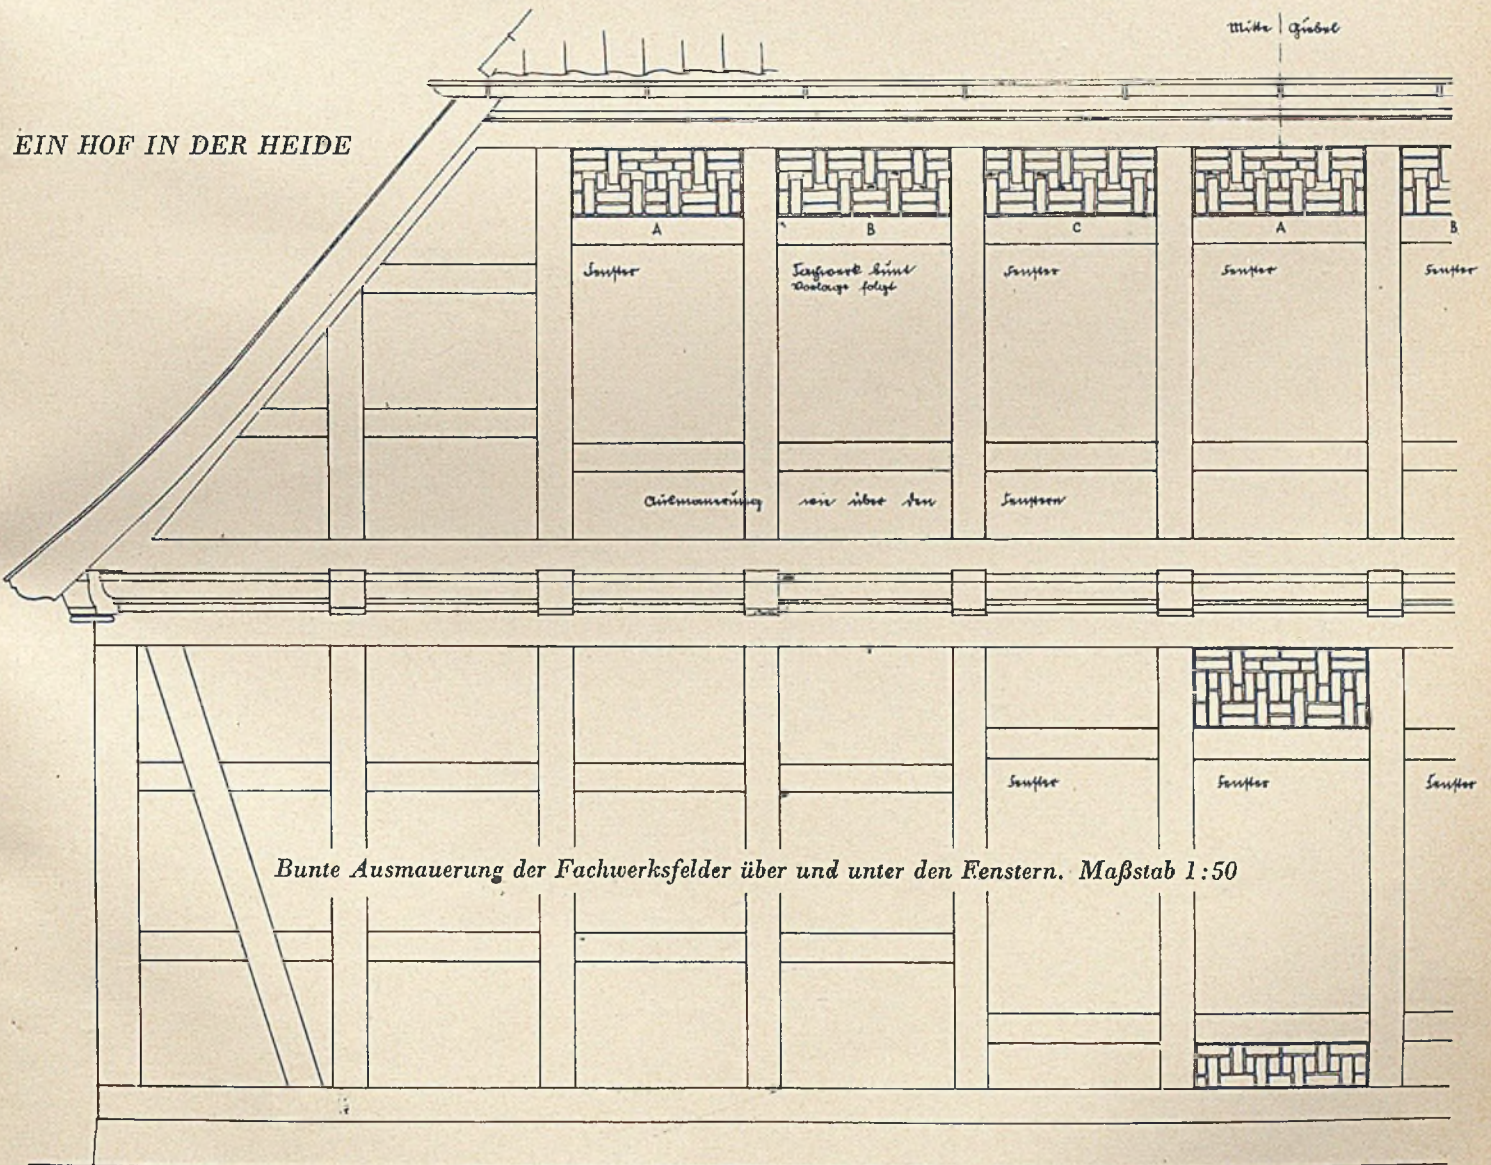 Mitte | Giebel
EIN HOF IN DER HEIDE
A B C A B
Fenster Fachwerk bunt Fenster Fenster Fenster
Vorlage folgt
Ausmauerung wie über den Fenstern
Fenster Fenster Fenster
Bunte Ausmauerung der Fachwerksfelder über und unter den Fenstern. Maßstab 1:50